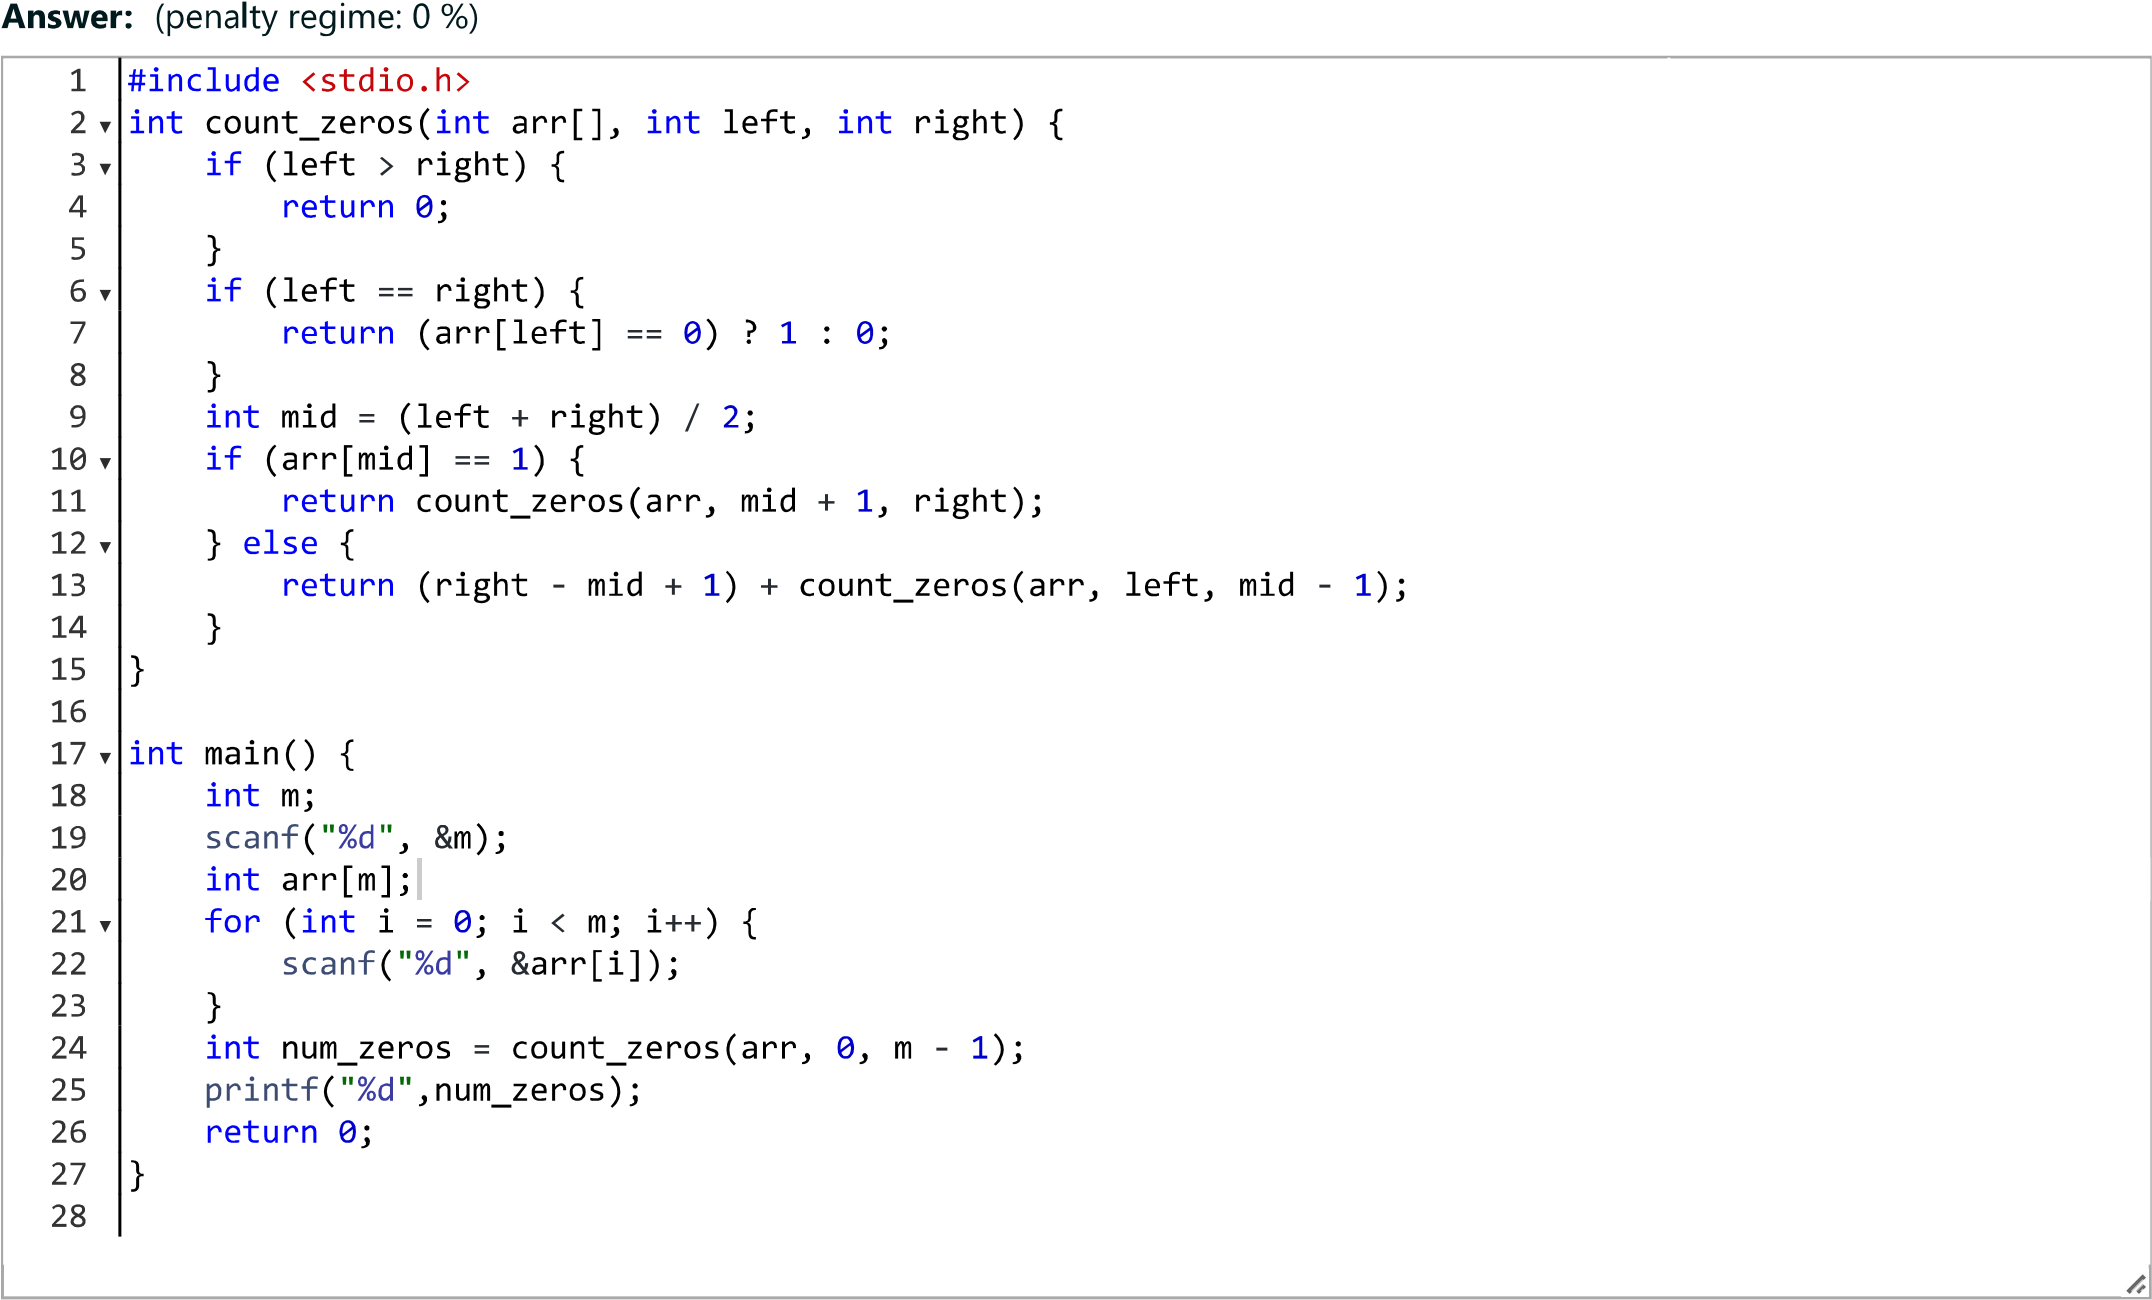 Answer: (penalty regime: 0 %)
1 #include <stdio.h>
2 int count_zeros(int arr[], int left, int right) {
3     if (left > right) {
4         return 0;
5     }
6     if (left == right) {
7         return (arr[left] == 0) ? 1 : 0;
8     }
9     int mid = (left + right) / 2;
10     if (arr[mid] == 1) {
11         return count_zeros(arr, mid + 1, right);
12     } else {
13         return (right - mid + 1) + count_zeros(arr, left, mid - 1);
14     }
15 }
16
17 int main() {
18     int m;
19     scanf("%d", &m);
20     int arr[m];
21     for (int i = 0; i < m; i++) {
22         scanf("%d", &arr[i]);
23     }
24     int num_zeros = count_zeros(arr, 0, m - 1);
25     printf("%d",num_zeros);
26     return 0;
27 }
28